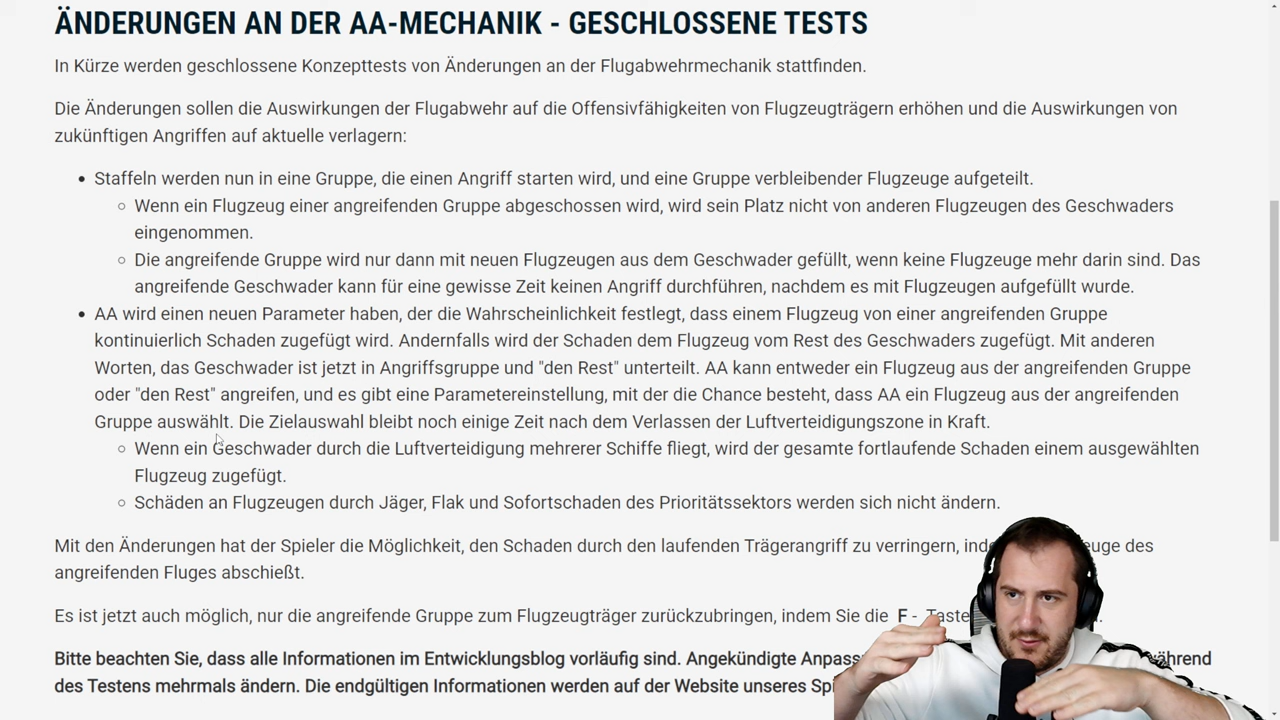 ÄNDERUNGEN AN DER AA-MECHANIK - GESCHLOSSENE TESTS
In Kürze werden geschlossene Konzepttests von Änderungen an der Flugabwehrmechanik stattfinden.
Die Änderungen sollen die Auswirkungen der Flugabwehr auf die Offensivfähigkeiten von Flugzeugträgern erhöhen und die Auswirkungen von
zukünftigen Angriffen auf aktuelle verlagern:
Staffeln werden nun in eine Gruppe, die einen Angriff starten wird, und eine Gruppe verbleibender Flugzeuge aufgeteilt.
Wenn ein Flugzeug einer angreifenden Gruppe abgeschossen wird, wird sein Platz nicht von anderen Flugzeugen des Geschwaders
eingenommen.
Die angreifende Gruppe wird nur dann mit neuen Flugzeugen aus dem Geschwader gefüllt, wenn keine Flugzeuge mehr darin sind. Das
angreifende Geschwader kann für eine gewisse Zeit keinen Angriff durchführen, nachdem es mit Flugzeugen aufgefüllt wurde.
AA wird einen neuen Parameter haben, der die Wahrscheinlichkeit festlegt, dass einem Flugzeug von einer angreifenden Gruppe
kontinuierlich Schaden zugefügt wird. Andernfalls wird der Schaden dem Flugzeug vom Rest des Geschwaders zugefügt. Mit anderen
Worten, das Geschwader ist jetzt in Angriffsgruppe und "den Rest" unterteilt. AA kann entweder ein Flugzeug aus der angreifenden Gruppe
oder "den Rest" angreifen, und es gibt eine Parametereinstellung, mit der die Chance besteht, dass AA ein Flugzeug aus der angreifenden
Gruppe auswählt. Die Zielauswahl bleibt noch einige Zeit nach dem Verlassen der Luftverteidigungszone in Kraft.
Wenn ein Geschwader durch die Luftverteidigung mehrerer Schiffe fliegt, wird der gesamte fortlaufende Schaden einem ausgewählten
Flugzeug zugefügt.
Schäden an Flugzeugen durch Jäger, Flak und Sofortschaden des Prioritätssektors werden sich nicht ändern.
Mit den Änderungen hat der Spieler die Möglichkeit, den Schaden durch den laufenden Trägerangriff zu verringern, des
angreifenden Fluges abschießt.
Es ist jetzt auch möglich, nur die angreifende Gruppe zum Flugzeugträger zurückzubringen, indem Sie die F - Taste
Bitte beachten Sie, dass alle Informationen im Entwicklungsblog vorläufig sind. Angekündigte
des Testens mehrmals ändern. Die endgültigen Informationen werden auf der Website unseres